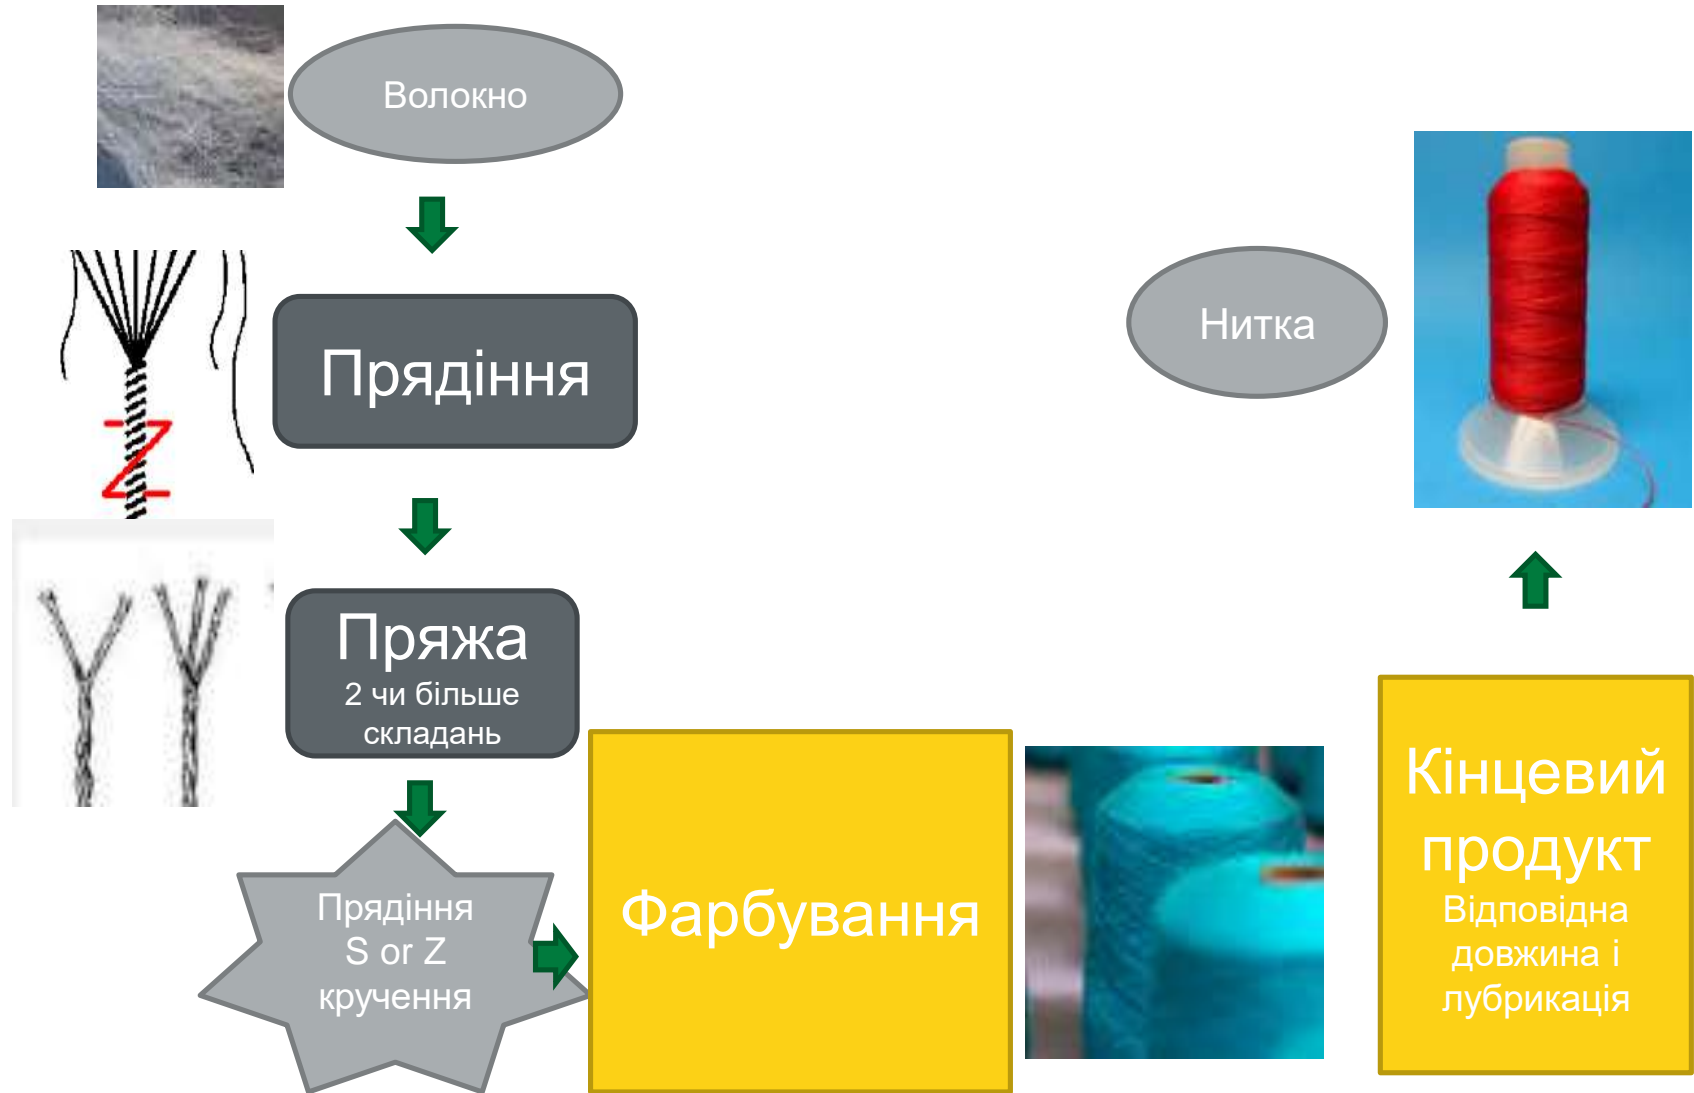 Волокно
Прядіння
Z
Пряжа
2 чи більше
складань
Прядіння
S or Z
кручення
Фарбування
Кінцевий
продукт
Відповідна
довжина і
лубрикація
Нитка